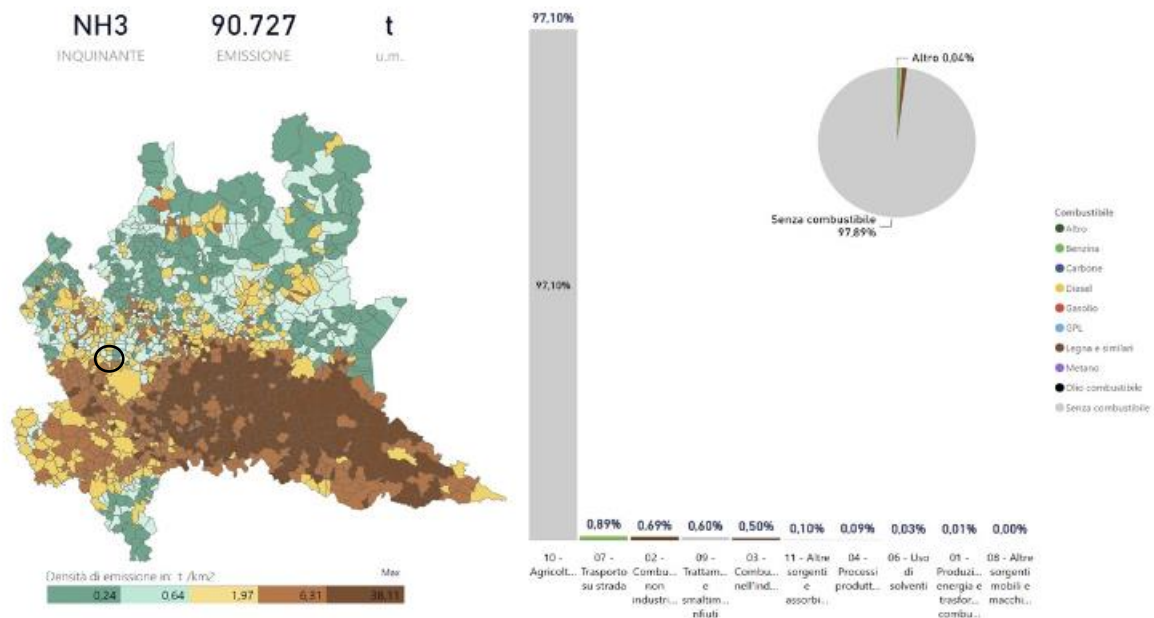 NH3 90.727 t
INQUINANTE EMISSIONE u.m.
Densità di emissione in: t /km2 Max
0,24 0,64 1,97 6,31 38,11
97,10%
97,10%
0,89% 0,69% 0,60% 0,50% 0,10% 0,09% 0,03% 0,01% 0,00%
10 -
Agricolt...
07 -
Trasporto
su strada
02 -
Combu...
non
industri...
09 -
Trattam...
e
smaltim...
rifiuti
03 -
Combu...
nell'ind...
11 - Altre
sorgenti
e
assorbi...
04 -
Processi
produtt...
06 - Uso
di
solventi
01 -
Produzi...
energia e
trasfor...
combu...
08 - Altre
sorgenti
mobili e
macchi...
Altro 0,04%
Senza combustibile
97,89%
Combustibile
Altro
Benzina
Carbone
Diesel
Gasolio
GPL
Legna e similari
Metano
Olio combustibile
Senza combustibile